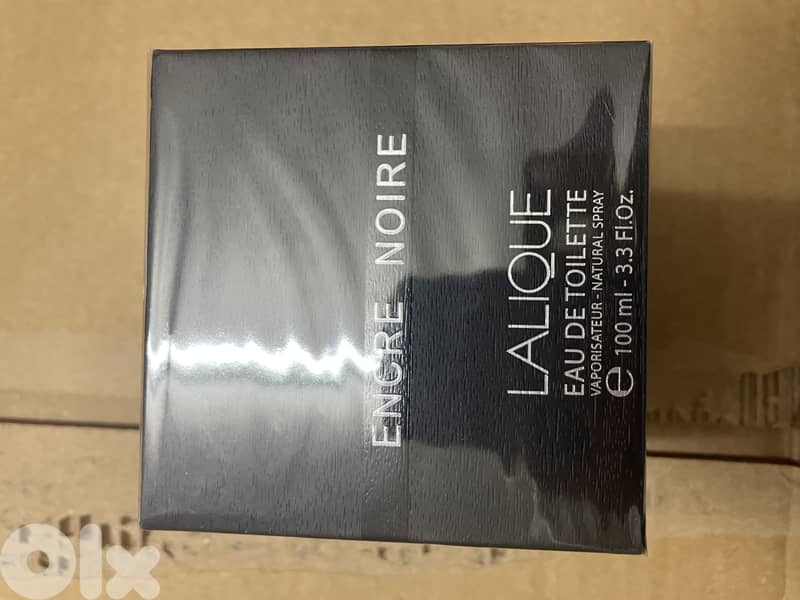 ENCRE NOIRE
LALIQUE
EAU DE TOILETTE
VAPORISATEUR - NATURAL SPRAY
e 100 ml - 3.3 Fl.Oz.
olx